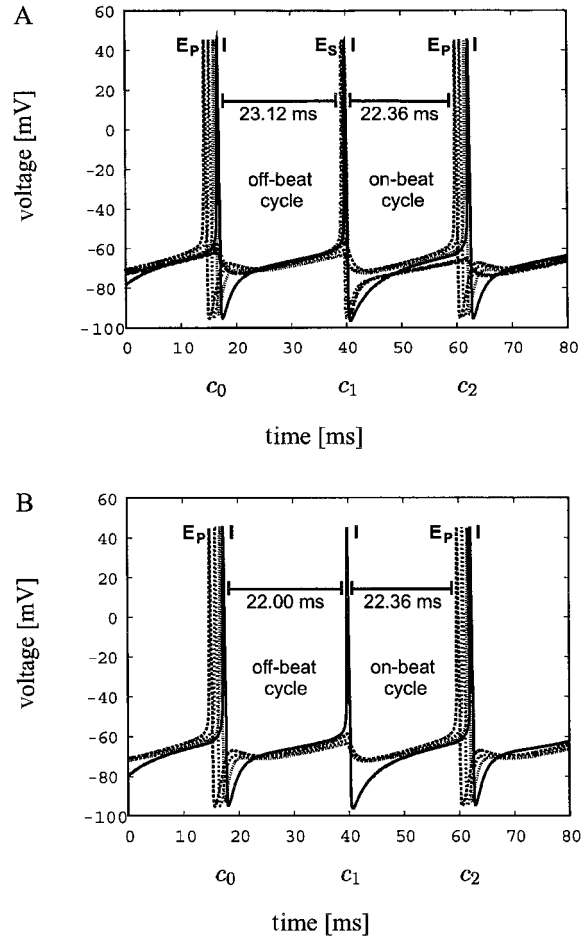 A
60
40
20
0
-20
-40
-60
-80
-100
voltage [mV]
E_P I E_S I E_P I
23.12 ms 22.36 ms
off-beat cycle
on-beat cycle
0 10 20 30 40 50 60 70 80
c_0 c_1 c_2
time [ms]
B
60
40
20
0
-20
-40
-60
-80
-100
voltage [mV]
E_P I I E_P I
22.00 ms 22.36 ms
off-beat cycle
on-beat cycle
0 10 20 30 40 50 60 70 80
c_0 c_1 c_2
time [ms]